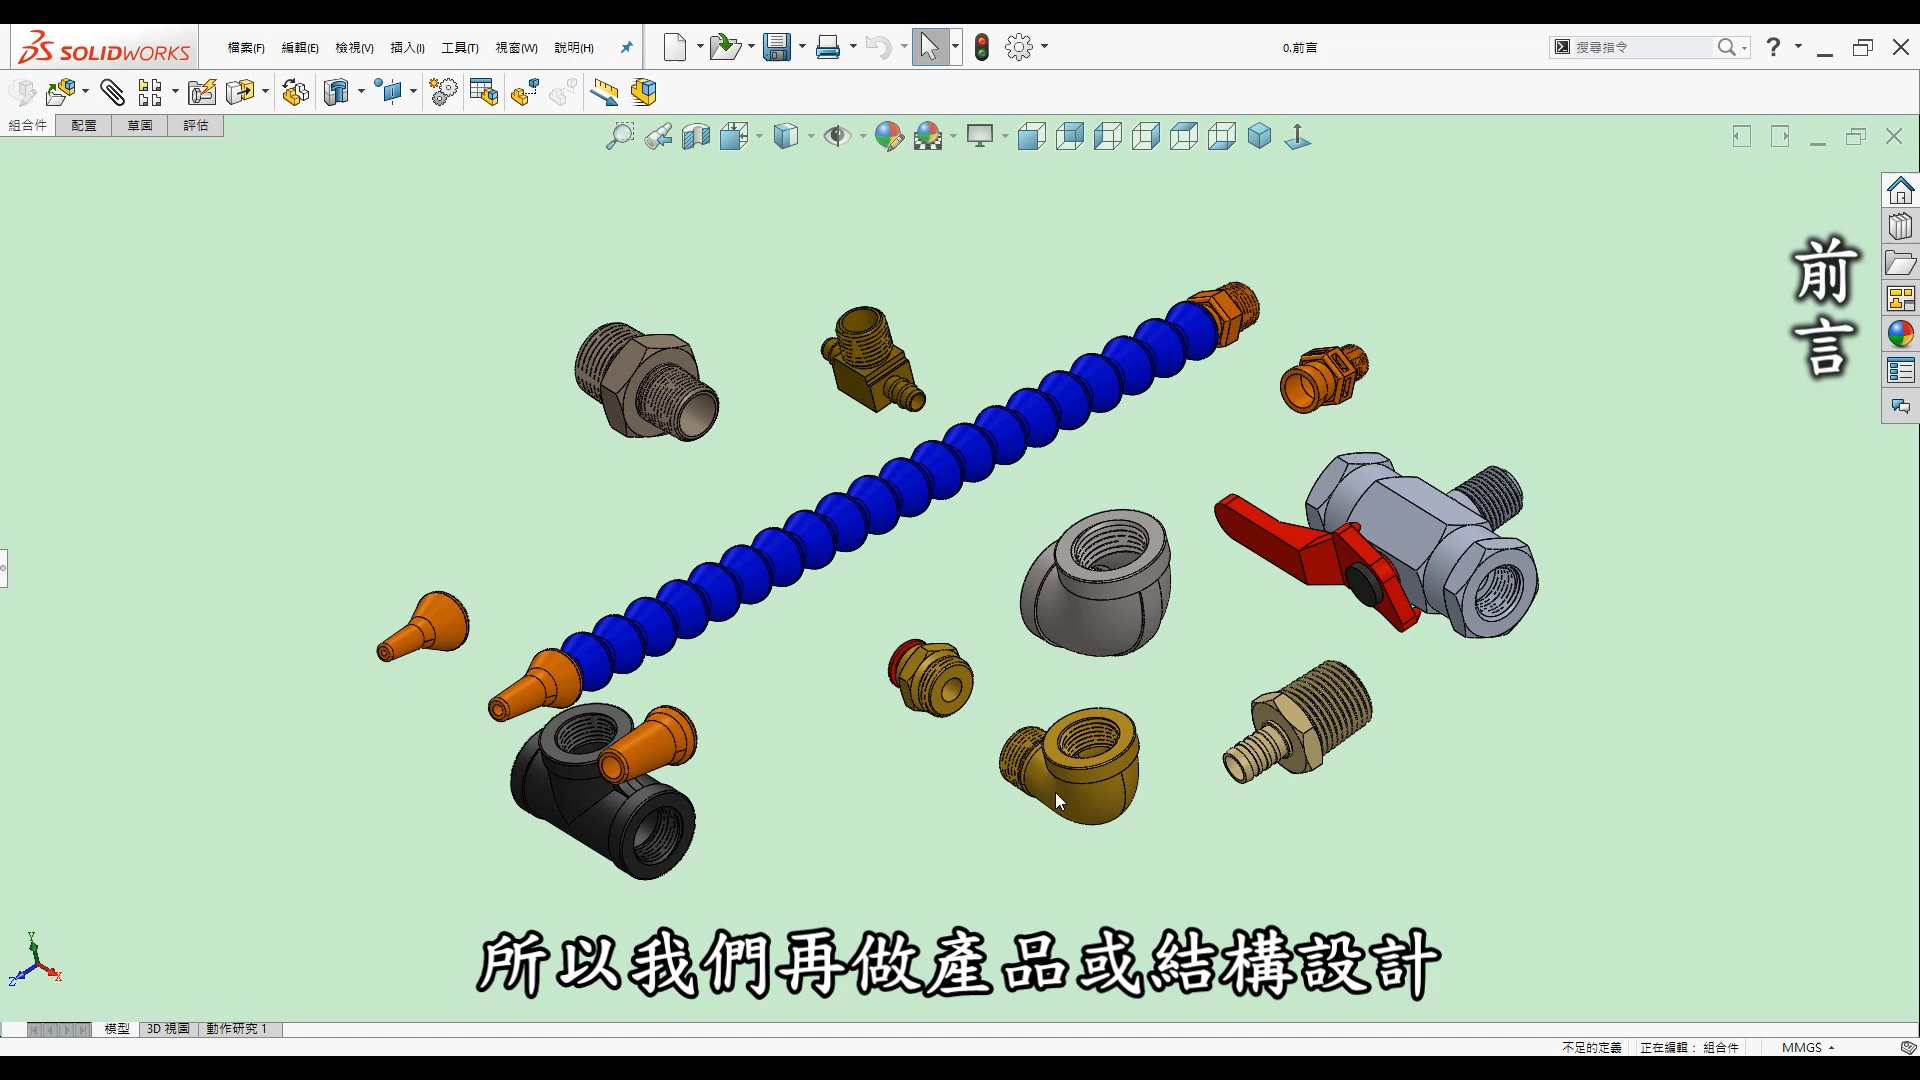 SOLIDWORKS
檔案(F) 編輯(E) 檢視(V) 插入(I) 工具(T) 視窗(W) 說明(H)
0.前言
搜尋指令
?
組合件 配置 草圖 評估
前言
所以我們再做產品或結構設計
Y
Z
X
模型 3D 視圖 動作研究 1
不足的定義 正在編輯： 組合件 MMGS